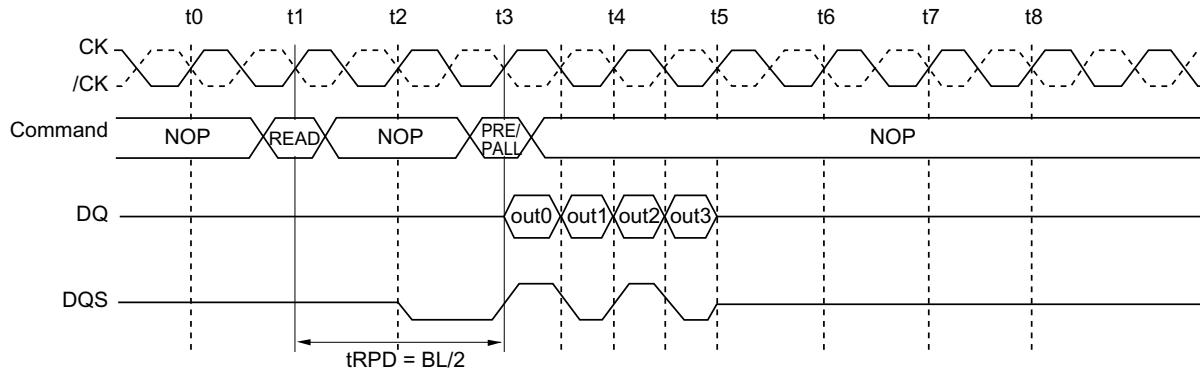 t0 t1 t2 t3 t4 t5 t6 t7 t8
CK
/CK
Command NOP READ NOP PRE/ PALL NOP
DQ out0 out1 out2 out3
DQS
tRPD = BL/2